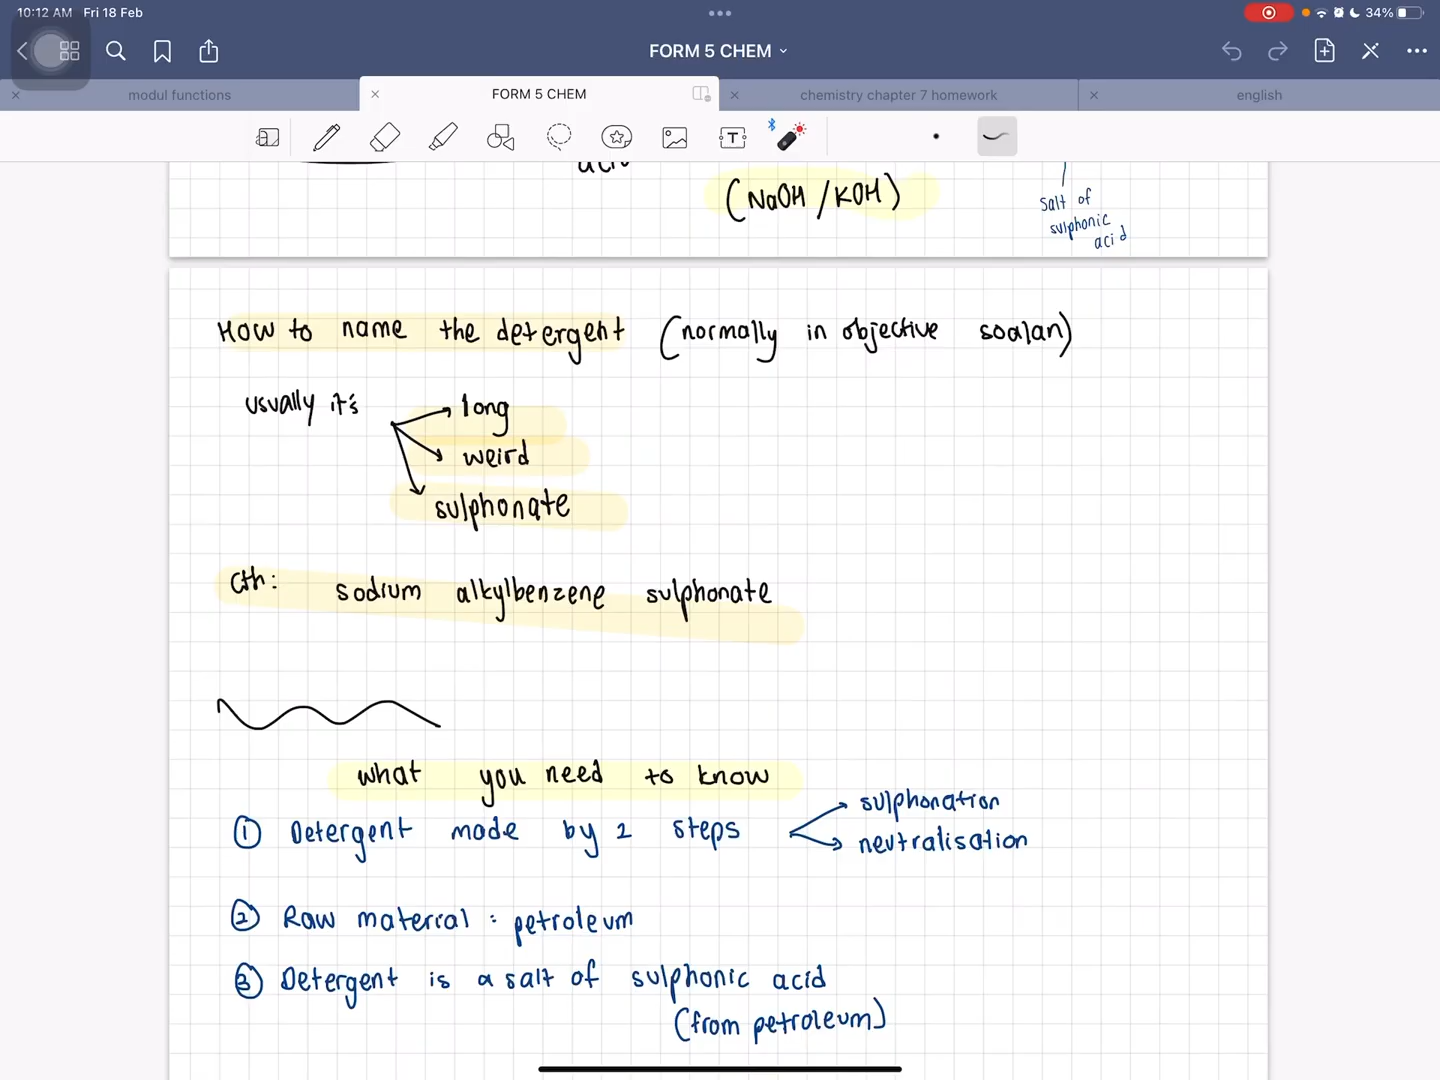 10:12 AM Fri 18 Feb
34%
FORM 5 CHEM
modul functions
FORM 5 CHEM
chemistry chapter 7 homework
english
acid
(NaOH / KOH)
salt of
sulphonic
acid
How to name the detergent (normally in objective soalan)
usually it's
long
weird
sulphonate
Cth: sodium alkylbenzene sulphonate
what you need to know
① Detergent made by 2 steps
sulphonation
neutralisation
② Raw material : petroleum
③ Detergent is a salt of sulphonic acid
(from petroleum)